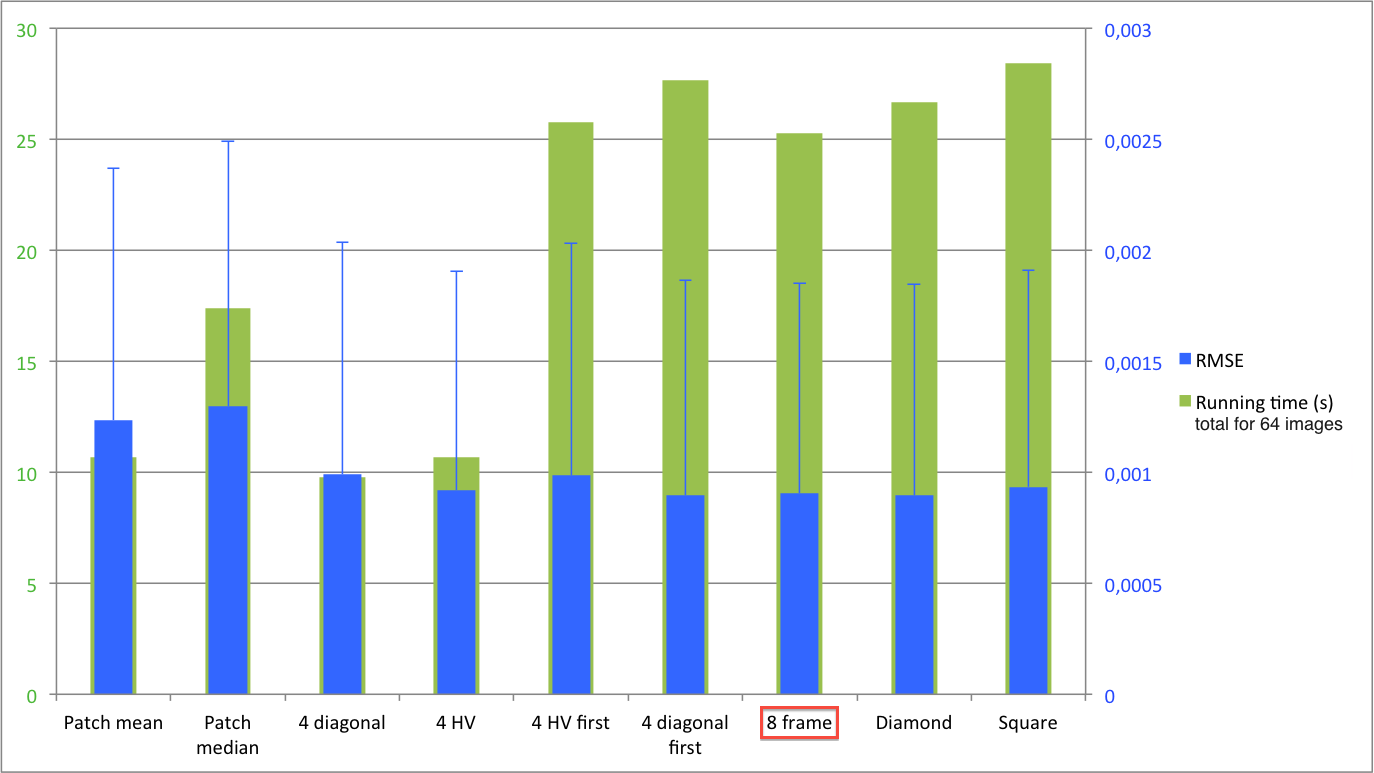 30
25
20
15
10
5
0
0,003
0,0025
0,002
0,0015
0,001
0,0005
0
Patch mean
Patch
median
4 diagonal
4 HV
4 HV first
4 diagonal
first
8 frame
Diamond
Square
RMSE
Running time (s)
total for 64 images